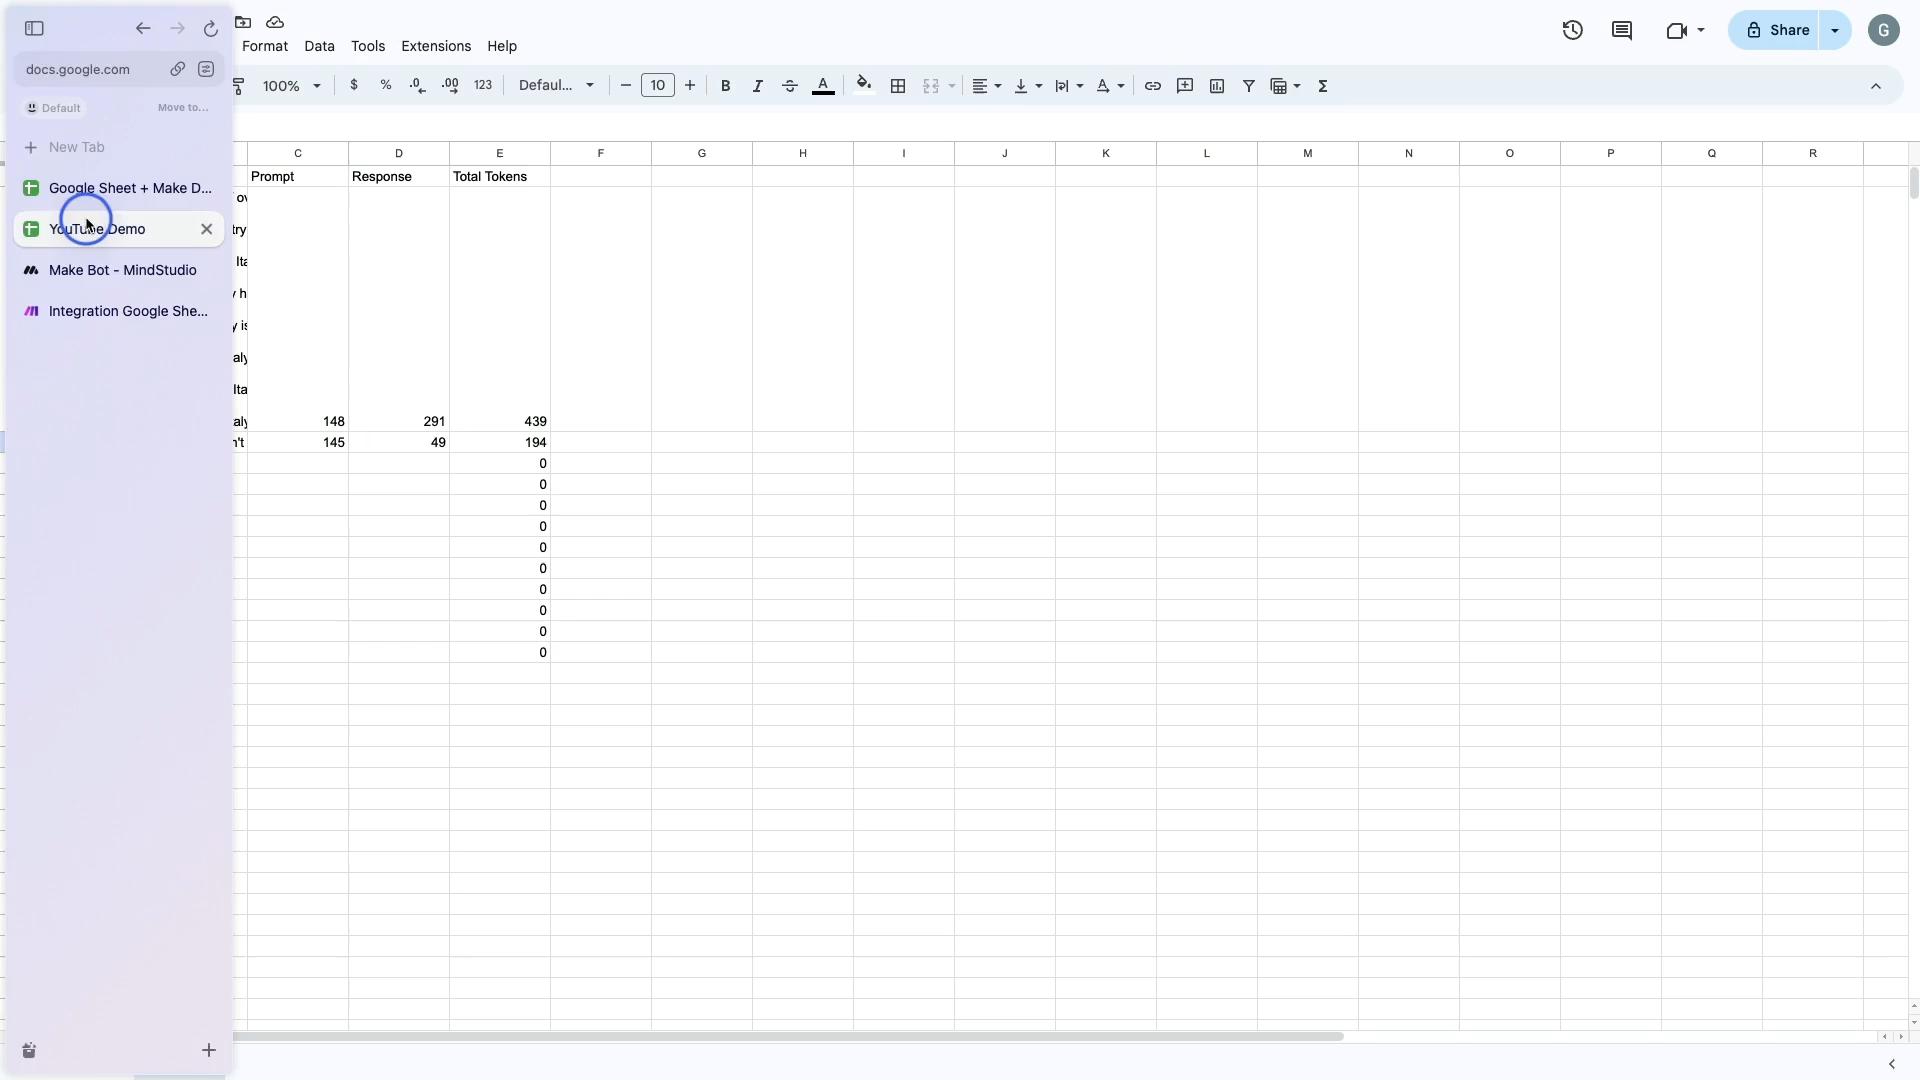 Format Data Tools Extensions Help
Share
G
docs.google.com
100% $ % .0 .00 123 Defaul... 10 B I S A
Default Move to...
New Tab
Google Sheet + Make D...
YouTube Demo
Make Bot - MindStudio
Integration Google She...
C D E F G H I J K L M N O P Q R
Prompt Response Total Tokens
148 291 439
145 49 194
0
0
0
0
0
0
0
0
0
0